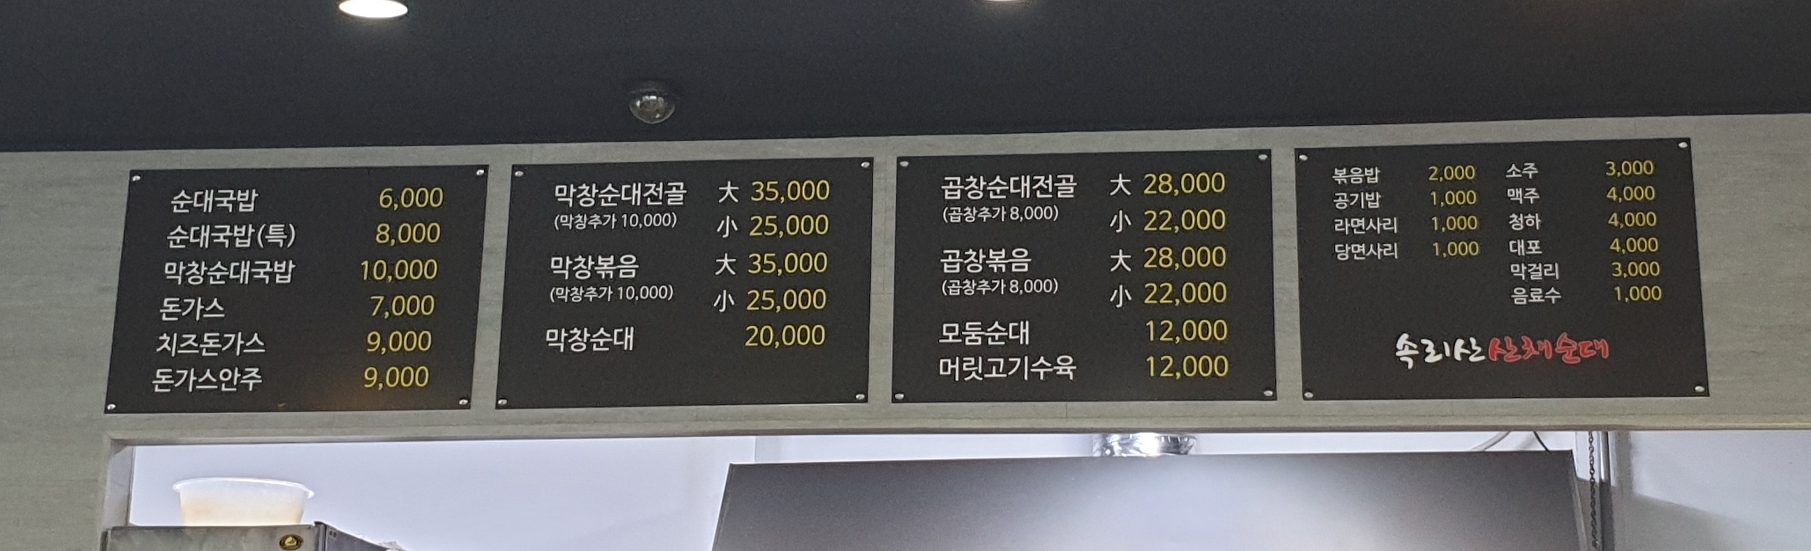 순대국밥 6,000
순대국밥(특) 8,000
막창순대국밥 10,000
돈가스 7,000
치즈돈가스 9,000
돈가스안주 9,000
막창순대전골 大 35,000
(막창추가 10,000) 小 25,000
막창볶음 大 35,000
(막창추가 10,000) 小 25,000
막창순대 20,000
곱창순대전골 大 28,000
(곱창추가 8,000) 小 22,000
곱창볶음 大 28,000
(곱창추가 8,000) 小 22,000
모둠순대 12,000
머릿고기수육 12,000
볶음밥 2,000 소주 3,000
공기밥 1,000 맥주 4,000
라면사리 1,000 청하 4,000
당면사리 1,000 대포 4,000
막걸리 3,000
음료수 1,000
속리산 산채순대